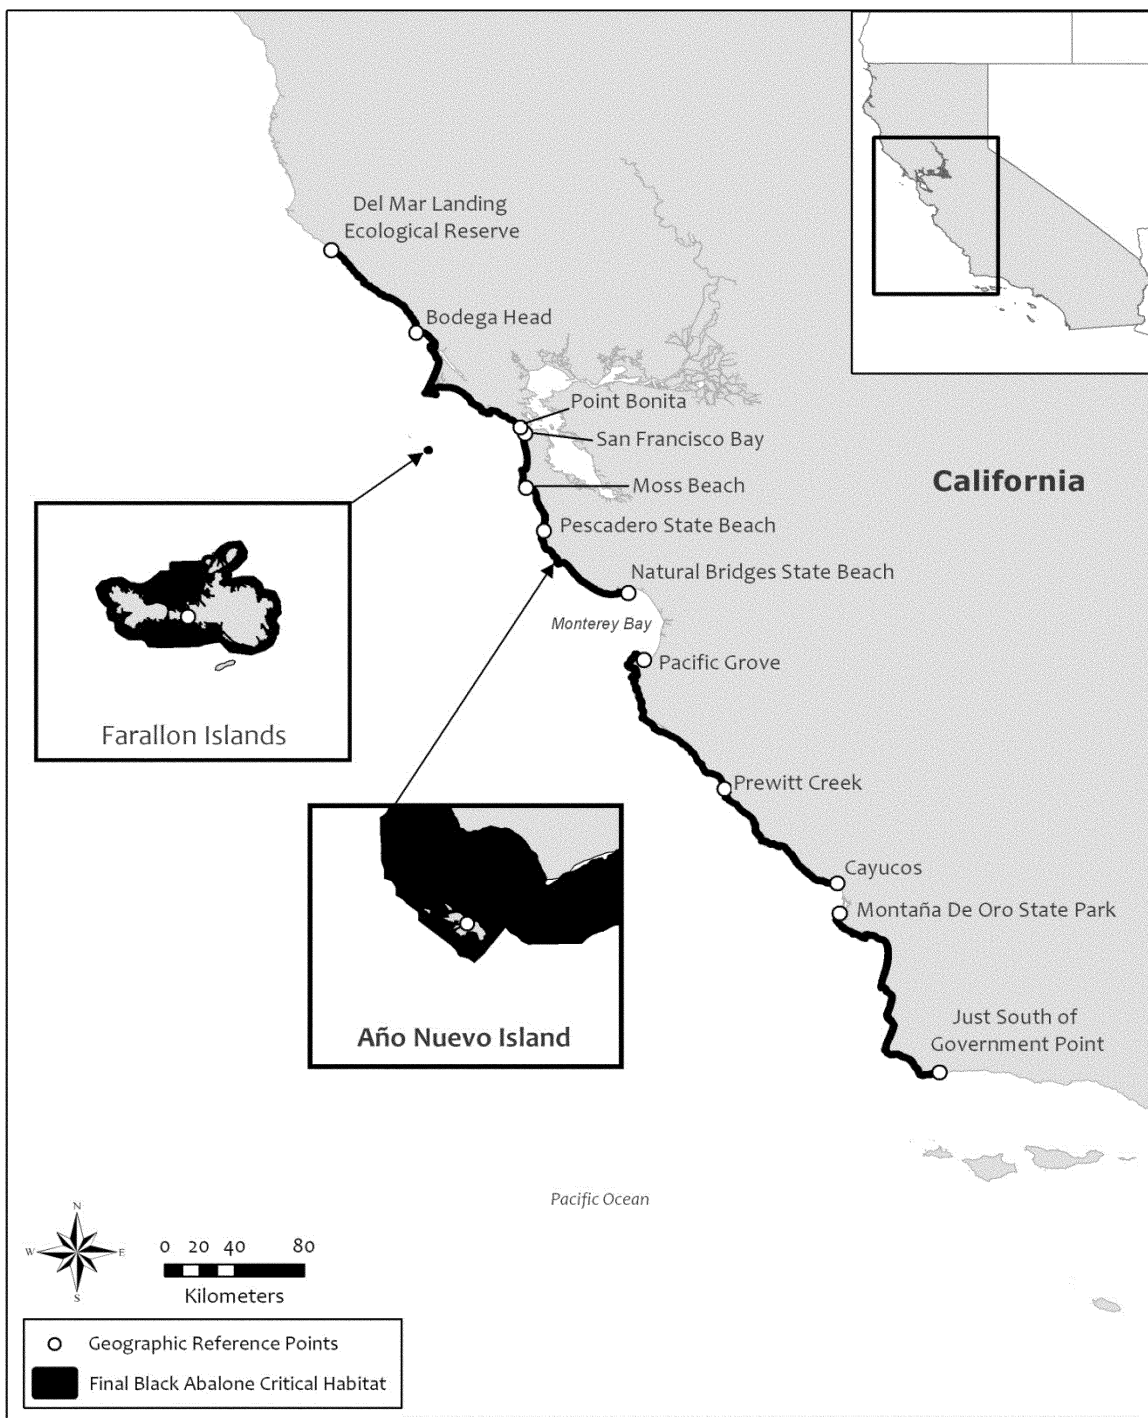 Del Mar Landing
Ecological Reserve
Bodega Head
Point Bonita
San Francisco Bay
Moss Beach
California
Pescadero State Beach
Natural Bridges State Beach
Monterey Bay
Pacific Grove
Farallon Islands
Prewitt Creek
Cayucos
Montaña De Oro State Park
Año Nuevo Island
Just South of
Government Point
Pacific Ocean
N
W
E
S
0 20 40 80
Kilometers
Geographic Reference Points
Final Black Abalone Critical Habitat